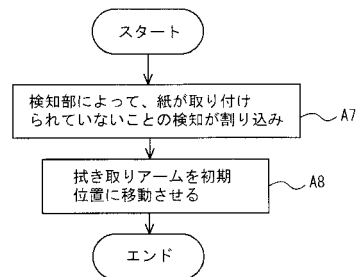 スタート
検知部によって、紙が取り付け
られていないことの検知が割り込み
A7
拭き取りアームを初期
位置に移動させる
A8
エンド